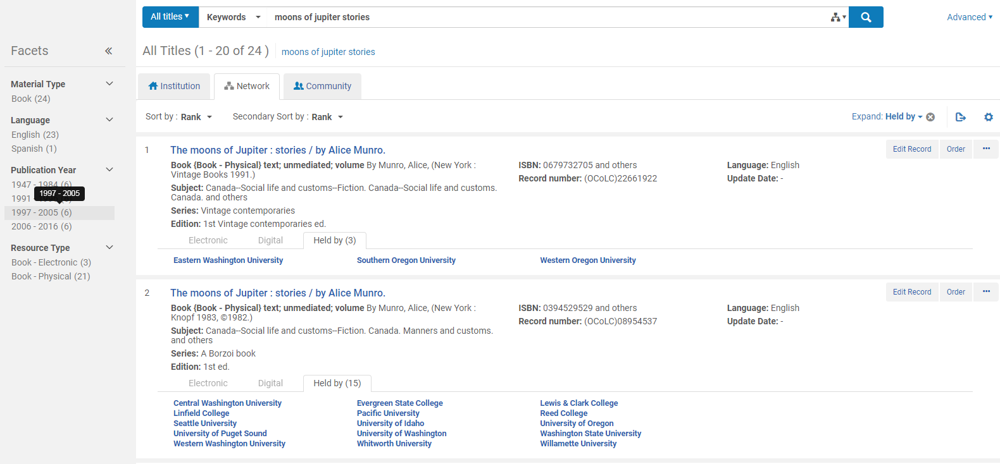 All titles Keywords moons of jupiter stories Advanced
Facets
All Titles (1 - 20 of 24 ) moons of jupiter stories
Material Type
Book (24)
Language
English (23)
Spanish (1)
Publication Year
1947 - 1984 (6)
1991
1997 - 2005
1997 - 2005 (6)
2006 - 2016 (6)
Resource Type
Book - Electronic (3)
Book - Physical (21)
Institution Network Community
Sort by : Rank Secondary Sort by : Rank Expand: Held by
1 The moons of Jupiter : stories / by Alice Munro. Edit Record Order
Book {Book - Physical} text; unmediated; volume By Munro, Alice, (New York :
Vintage Books 1991.)
Subject: Canada--Social life and customs--Fiction. Canada--Social life and customs.
Canada. and others
Series: Vintage contemporaries
Edition: 1st Vintage contemporaries ed.
ISBN: 0679732705 and others
Record number: (OCoLC)22661922
Language: English
Update Date: -
Electronic Digital Held by (3)
Eastern Washington University Southern Oregon University Western Oregon University
2 The moons of Jupiter : stories / by Alice Munro. Edit Record Order
Book {Book - Physical} text; unmediated; volume By Munro, Alice, (New York :
Knopf 1983, ©1982.)
Subject: Canada--Social life and customs--Fiction. Canada. Manners and customs.
and others
Series: A Borzoi book
Edition: 1st ed.
ISBN: 0394529529 and others
Record number: (OCoLC)08954537
Language: English
Update Date: -
Electronic Digital Held by (15)
Central Washington University Evergreen State College Lewis & Clark College
Linfield College Pacific University Reed College
Seattle University University of Idaho University of Oregon
University of Puget Sound University of Washington Washington State University
Western Washington University Whitworth University Willamette University